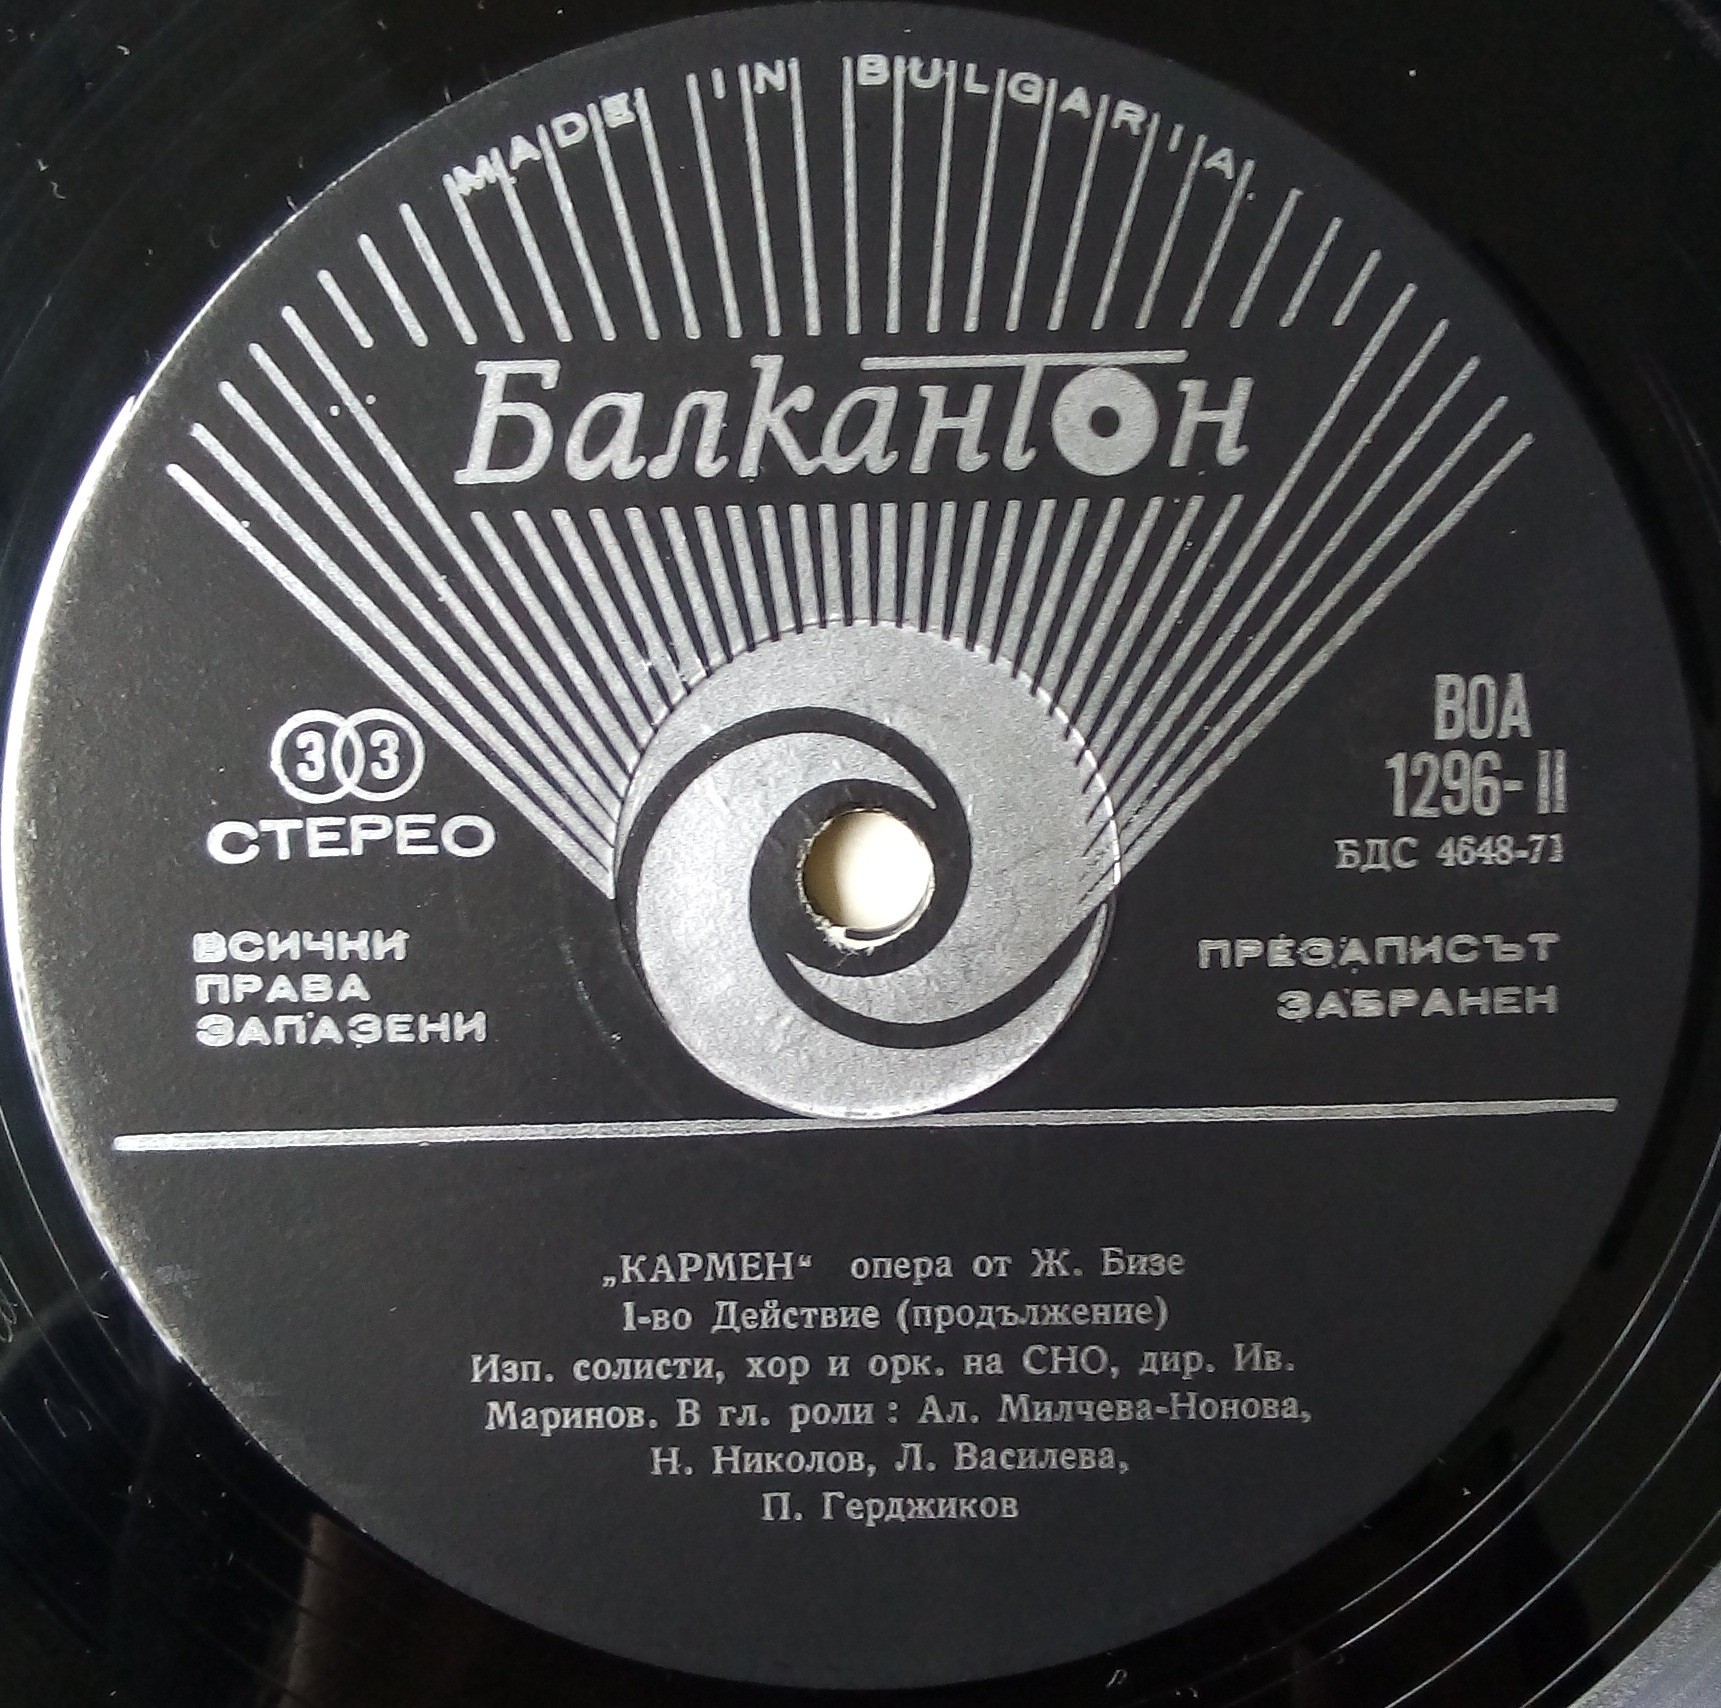 MADE IN BULGARIA
Балкантон
33
СТЕРЕО
ВОА
1296-II
БДС 4648-71
ВСИЧКИ
ПРАВА
ЗАПАЗЕНИ
ПРЕЗАПИСЪТ
ЗАБРАНЕН
„КАРМЕН“ опера от Ж. Бизе
I-во Действие (продължение)
Изп. солисти, хор и орк. на СНО, дир. Ив.
Маринов. В гл. роли : Ал. Милчева-Нонова,
Н. Николов, Л. Василева,
П. Герджиков